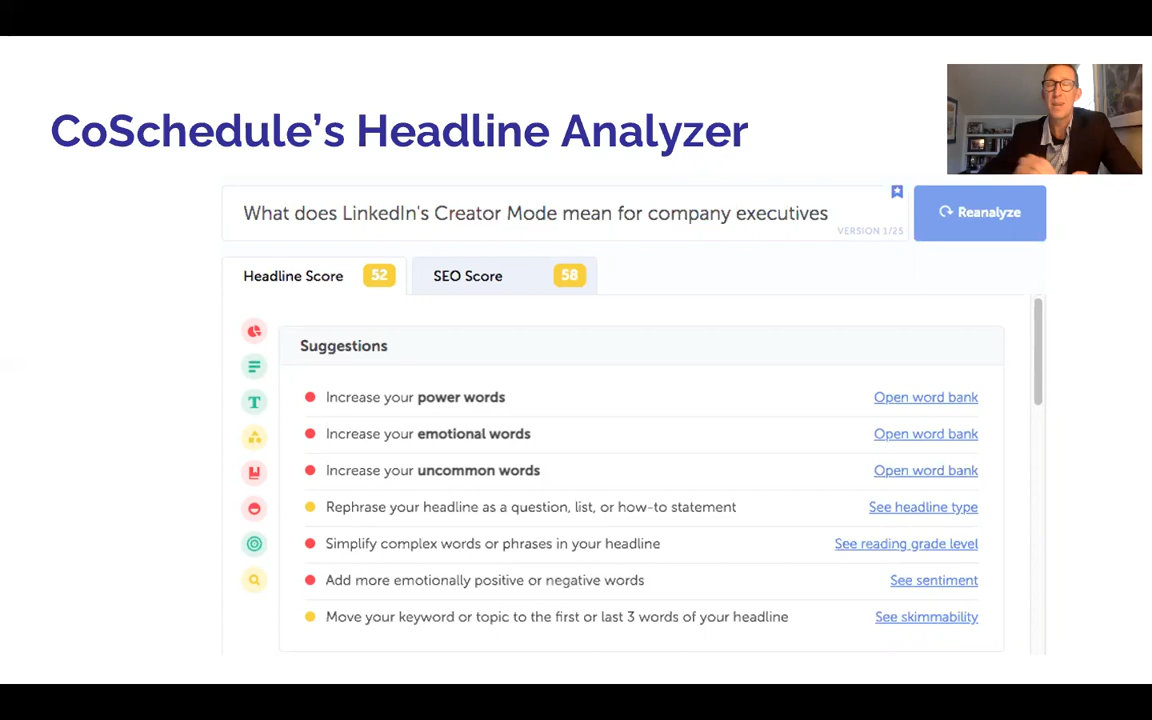 CoSchedule's Headline Analyzer
What does LinkedIn's Creator Mode mean for company executives
VERSION 1/25
Reanalyze
Headline Score 52
SEO Score 58
Suggestions
Increase your power words Open word bank
Increase your emotional words Open word bank
Increase your uncommon words Open word bank
Rephrase your headline as a question, list, or how-to statement See headline type
Simplify complex words or phrases in your headline See reading grade level
Add more emotionally positive or negative words See sentiment
Move your keyword or topic to the first or last 3 words of your headline See skimmability